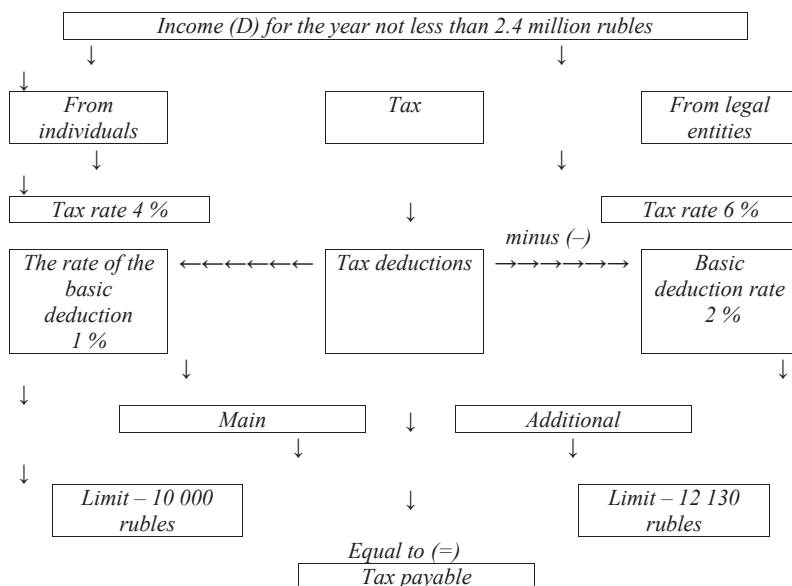 Income (D) for the year not less than 2.4 million rubles
↓ ↓
↓
From individuals
Tax
From legal entities
↓ ↓
↓
Tax rate 4 %
↓
Tax rate 6 %
minus (–)
The rate of the
basic
deduction
1 %
←←←←←←
Tax deductions
→→→→→→
Basic
deduction rate
2 %
↓ ↓
↓
Main
↓
Additional
↓ ↓
↓
Limit – 10 000
rubles
↓
Limit – 12 130
rubles
Equal to (=)
Tax payable